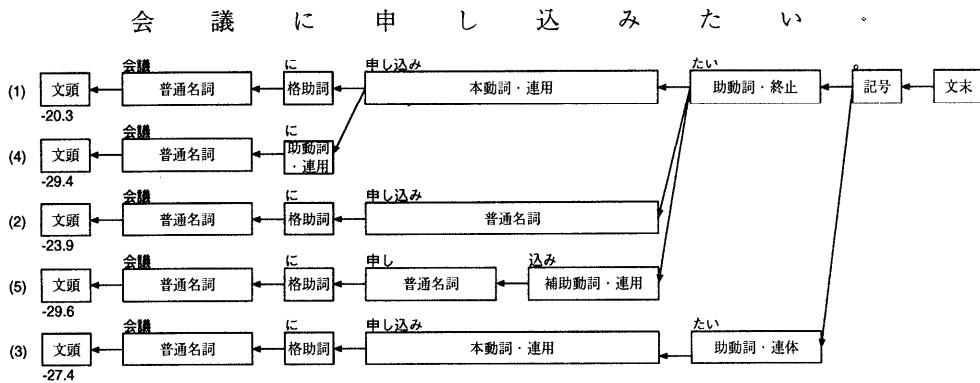 会議に申し込みたい。
会議 に 申し込み たい 。
(1) 文頭 普通名詞 格助詞 本動詞・連用 助動詞・終止 記号 文末
-20.3
会議 に
(4) 文頭 普通名詞 助動詞・連用
-29.4
会議 に 申し込み
(2) 文頭 普通名詞 格助詞 普通名詞
-23.9
会議 に 申し 込み
(5) 文頭 普通名詞 格助詞 普通名詞 補助動詞・連用
-29.6
会議 に 申し込み たい
(3) 文頭 普通名詞 格助詞 本動詞・連用 助動詞・連体
-27.4